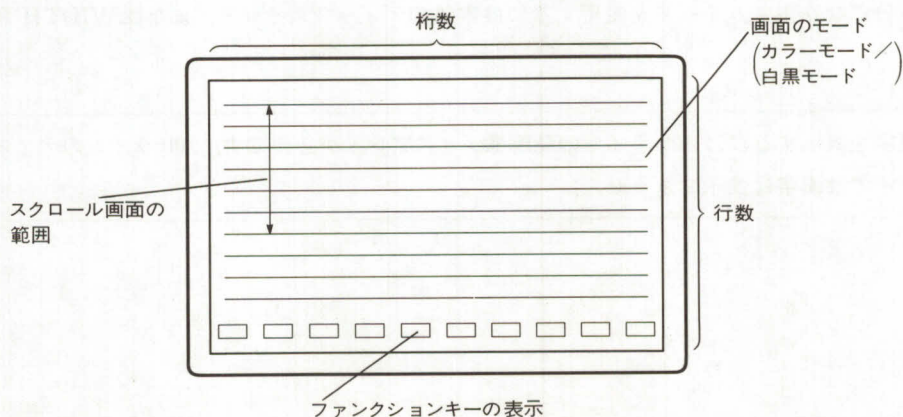 桁数
画面のモード
(カラーモード／
白黒モード)
スクロール画面の
範囲
行数
ファンクションキーの表示